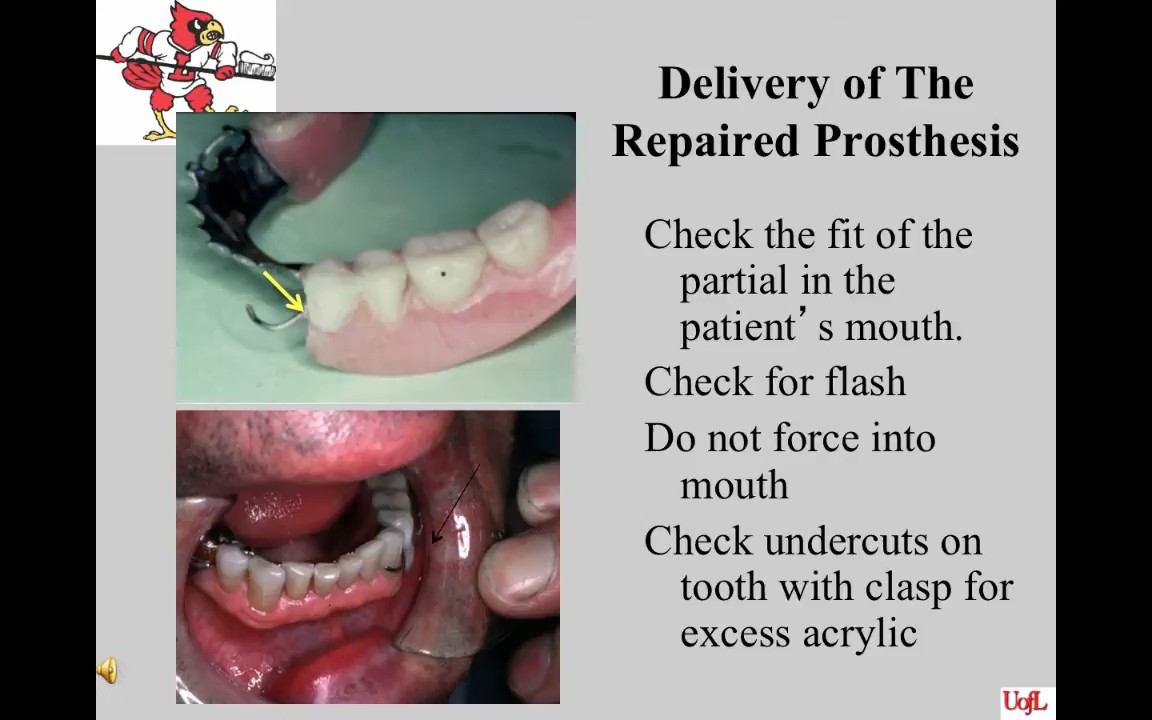 Delivery of The
Repaired Prosthesis
Check the fit of the
partial in the
patient’ s mouth.
Check for flash
Do not force into
mouth
Check undercuts on
tooth with clasp for
excess acrylic
L
UofL